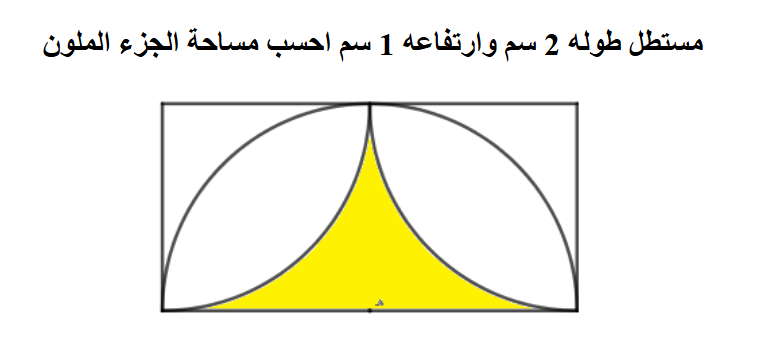 مستطل طوله 2 سم وارتفاعه 1 سم احسب مساحة الجزء الملون
ه